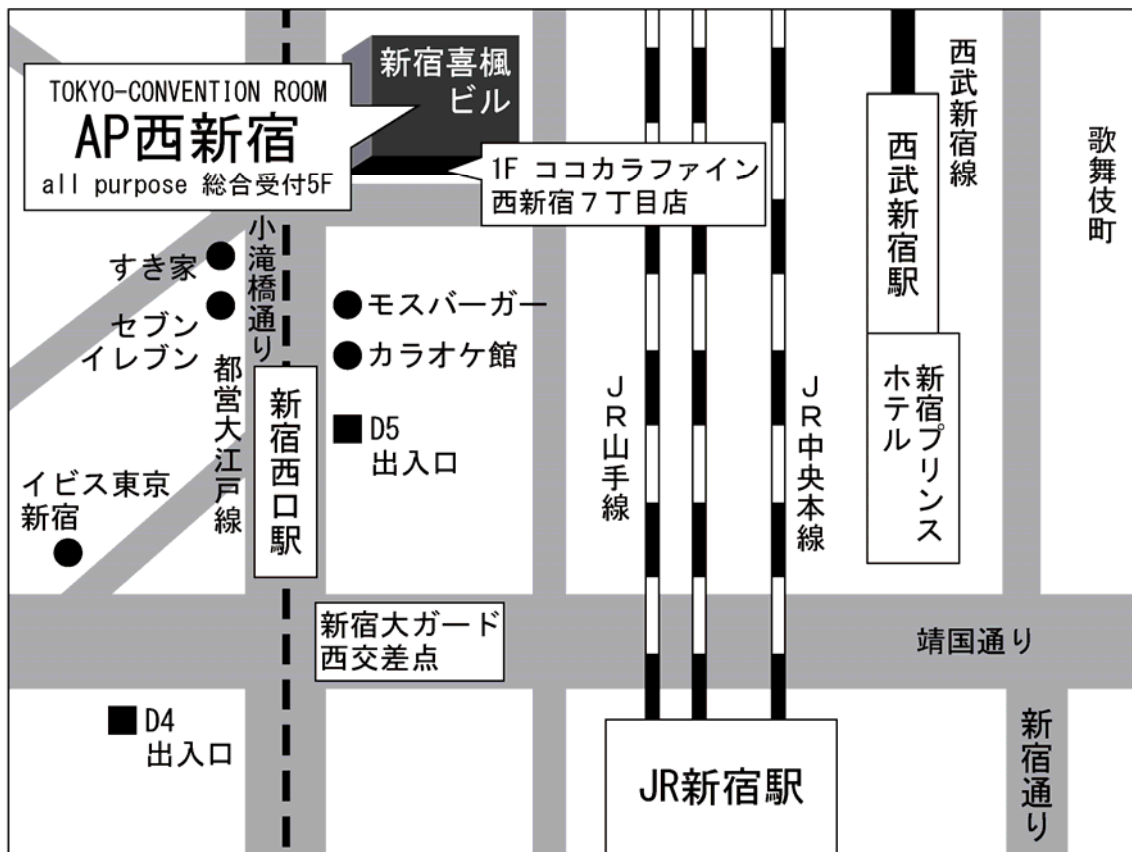 新宿喜楓
ビル
TOKYO-CONVENTION ROOM
AP西新宿
all purpose 総合受付5F
1F ココカラファイン
西新宿７丁目店
西武新宿線
歌舞伎町
西武新宿駅
小滝橋通り
すき家
セブン
イレブン
モスバーガー
カラオケ館
都営大江戸線
新宿西口駅
D5
出入口
ＪＲ山手線
ＪＲ中央本線
新宿プリンス
ホテル
イビス東京
新宿
新宿大ガード
西交差点
靖国通り
D4
出入口
JR新宿駅
新宿通り